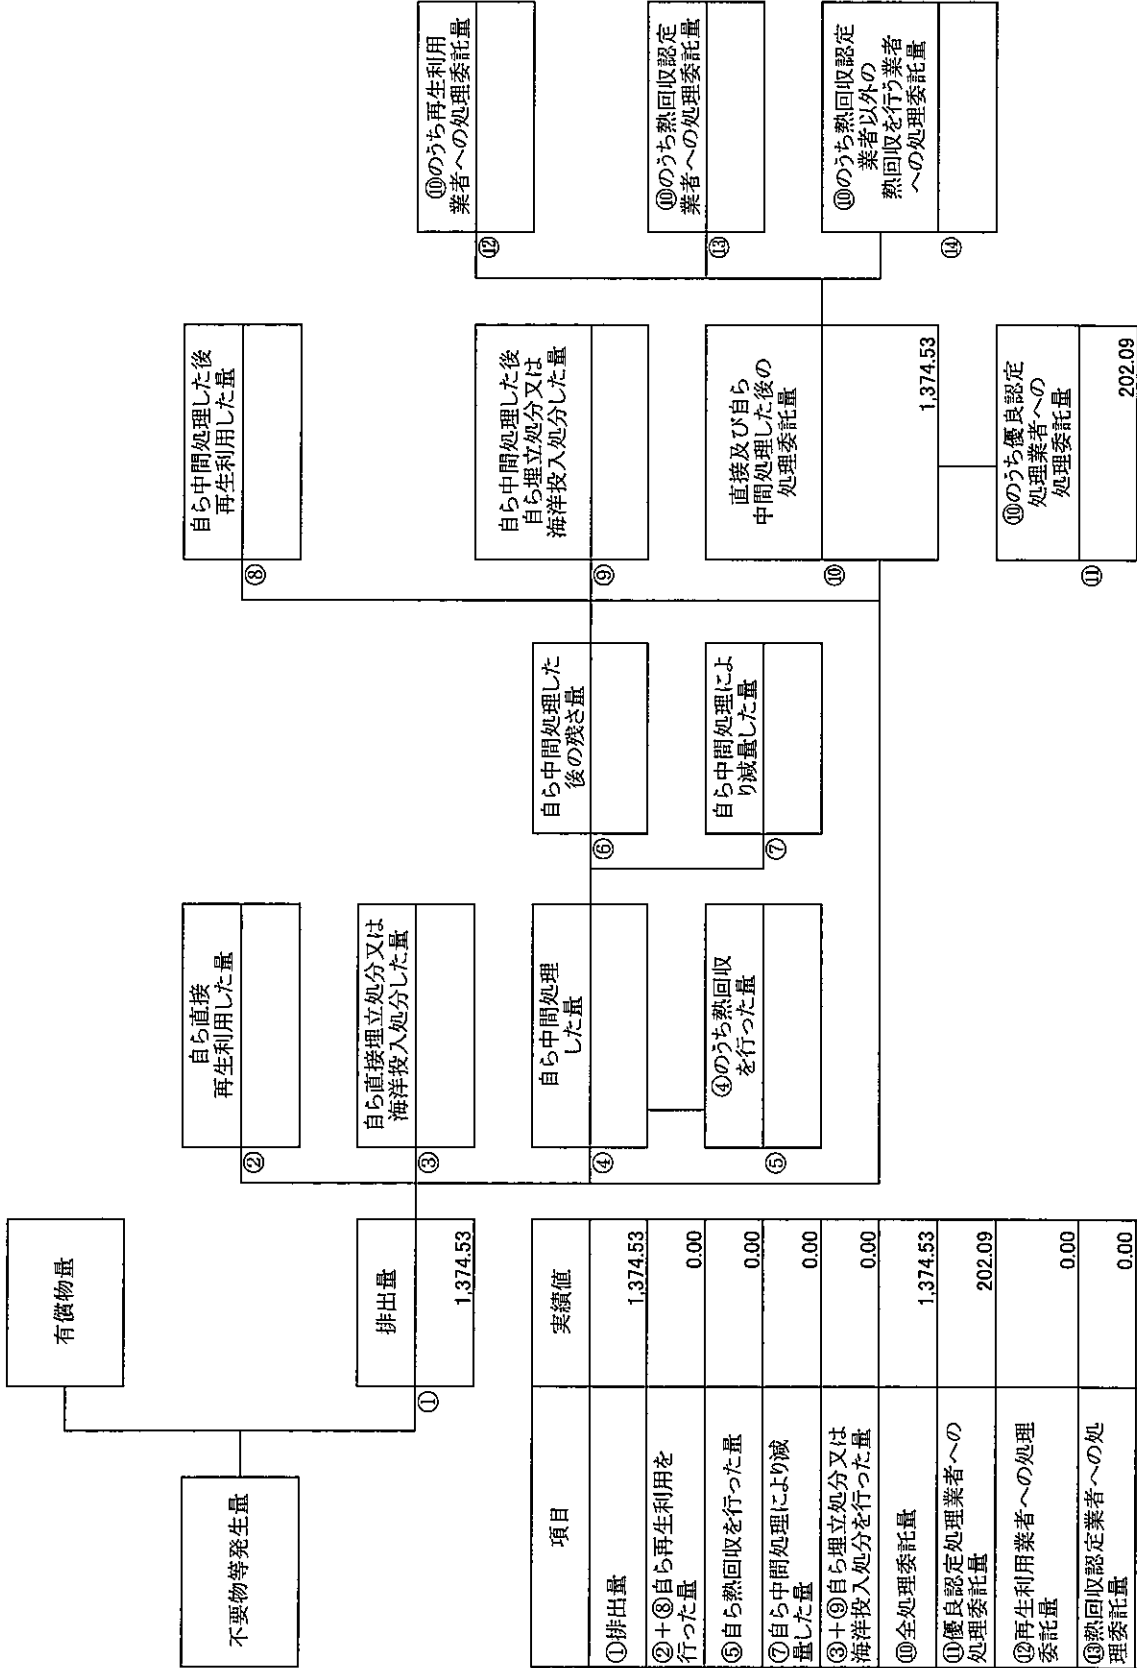 不要物等発生量
有償物量
①
排出量
1,374.53
②
自ら直接
再生利用した量
③
自ら直接埋立処分又は
海洋投入処分した量
④
自ら中間処理
した量
⑤
④のうち熱回収
を行った量
⑥
自ら中間処理した
後の残さ量
⑦
自ら中間処理によ
り減量した量
⑧
自ら中間処理した後
再生利用した量
⑨
自ら中間処理した後
自ら埋立処分又は
海洋投入処分した量
⑩
直接及び自ら
中間処理した後の
処理委託量
1,374.53
⑪
⑩のうち優良認定
処理業者への
処理委託量
202.09
⑫
⑩のうち再生利用
業者への処理委託量
⑬
⑩のうち熱回収認定
業者への処理委託量
⑭
⑩のうち熱回収認定
業者以外の
熱回収を行う業者
への処理委託量
項目 実績値
①排出量 1,374.53
②+⑧自ら再生利用を
行った量 0.00
⑤自ら熱回収を行った量 0.00
⑦自ら中間処理により減
量した量 0.00
③+⑨自ら埋立処分又は
海洋投入処分を行った量 0.00
⑩全処理委託量 1,374.53
⑪優良認定処理業者への
処理委託量 202.09
⑫再生利用業者への処理
委託量 0.00
⑬熱回収認定業者への処
理委託量 0.00